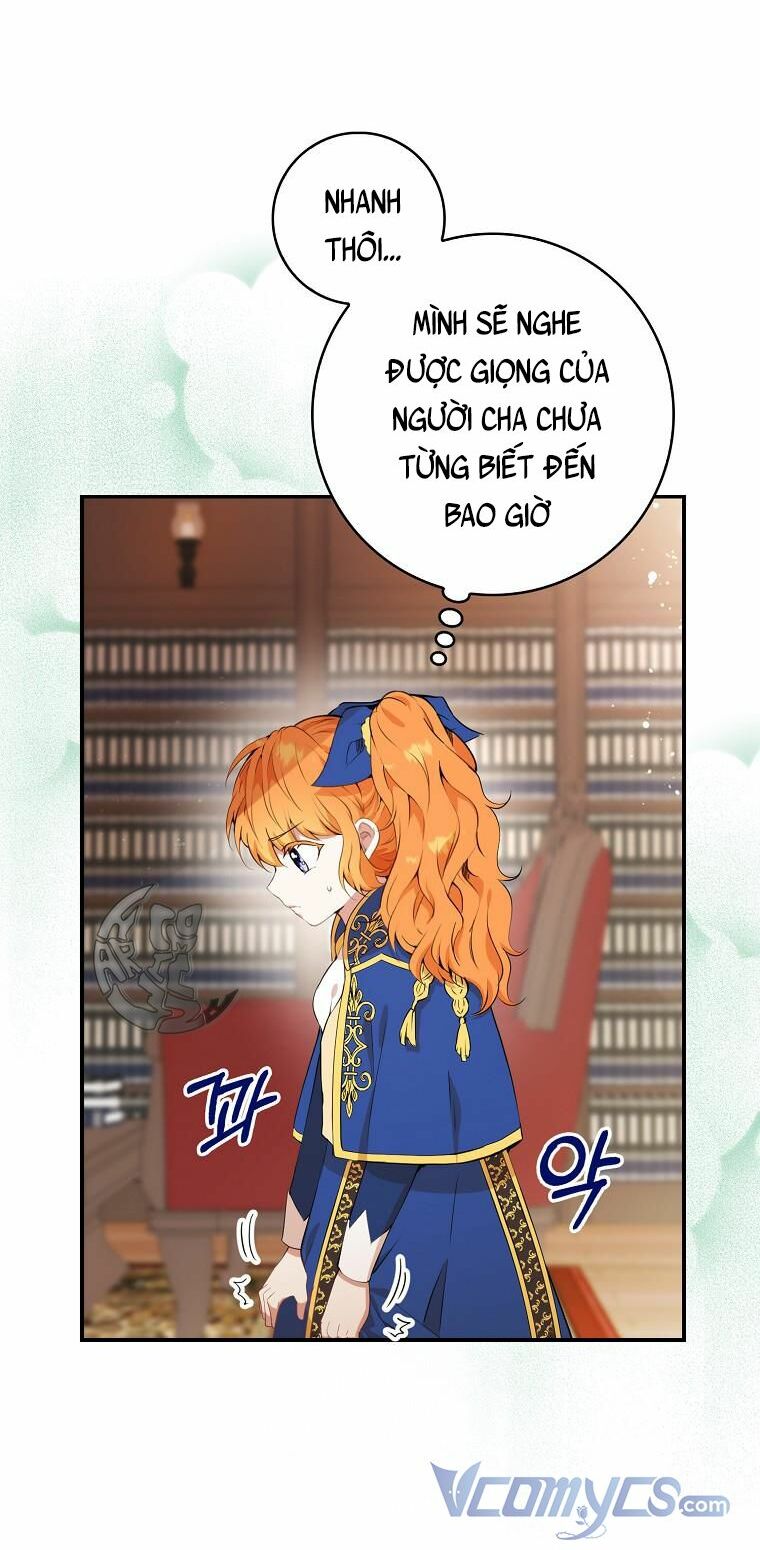 NHANH
THÔI...
MÌNH SẼ NGHE
ĐƯỢC GIỌNG CỦA
NGƯỜI CHA CHƯA
TỪNG BIẾT ĐẾN
BAO GIỜ
꽈
악
VCOMYCS.com